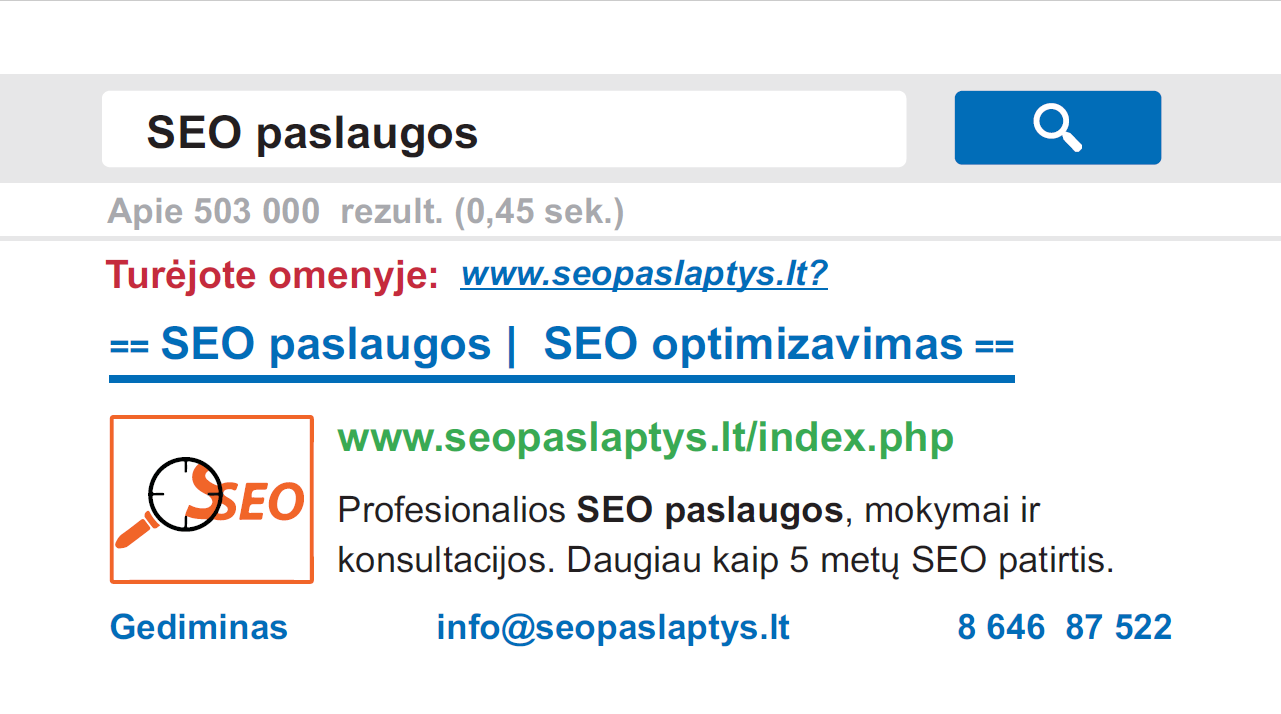 SEO paslaugos
Apie 503 000 rezult. (0,45 sek.)
Turėjote omenyje: www.seopaslaptys.lt?
== SEO paslaugos | SEO optimizavimas ==
www.seopaslaptys.lt/index.php
SSEO
Profesionalios SEO paslaugos, mokymai ir
konsultacijos. Daugiau kaip 5 metų SEO patirtis.
Gediminas info@seopaslaptys.lt 8 646 87 522